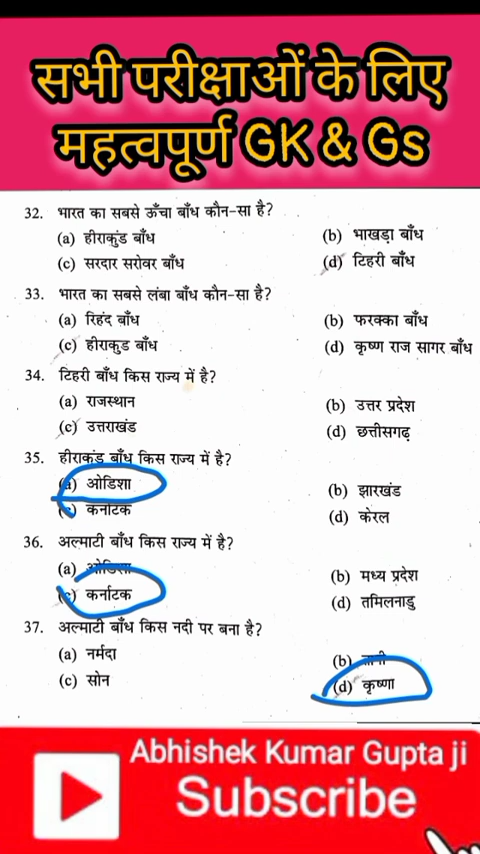 सभी परीक्षाओं के लिए
महत्वपूर्ण GK & Gs
32. भारत का सबसे ऊँचा बाँध कौन-सा है?
(a) हीराकुंड बाँध (b) भाखड़ा बाँध
(c) सरदार सरोवर बाँध (d) टिहरी बाँध
33. भारत का सबसे लंबा बाँध कौन-सा है?
(a) रिहंद बाँध (b) फरक्का बाँध
(c) हीराकुड बाँध (d) कृष्ण राज सागर बाँध
34. टिहरी बाँध किस राज्य में है?
(a) राजस्थान (b) उत्तर प्रदेश
(c) उत्तराखंड (d) छत्तीसगढ़
35. हीराकुंड बाँध किस राज्य में है?
(a) ओडिशा (b) झारखंड
(c) कर्नाटक (d) केरल
36. अल्माटी बाँध किस राज्य में है?
(a) ओडिसा (b) मध्य प्रदेश
(c) कर्नाटक (d) तमिलनाडु
37. अल्माटी बाँध किस नदी पर बना है?
(a) नर्मदा (b) तापी
(c) सोन (d) कृष्णा
Abhishek Kumar Gupta ji
Subscribe